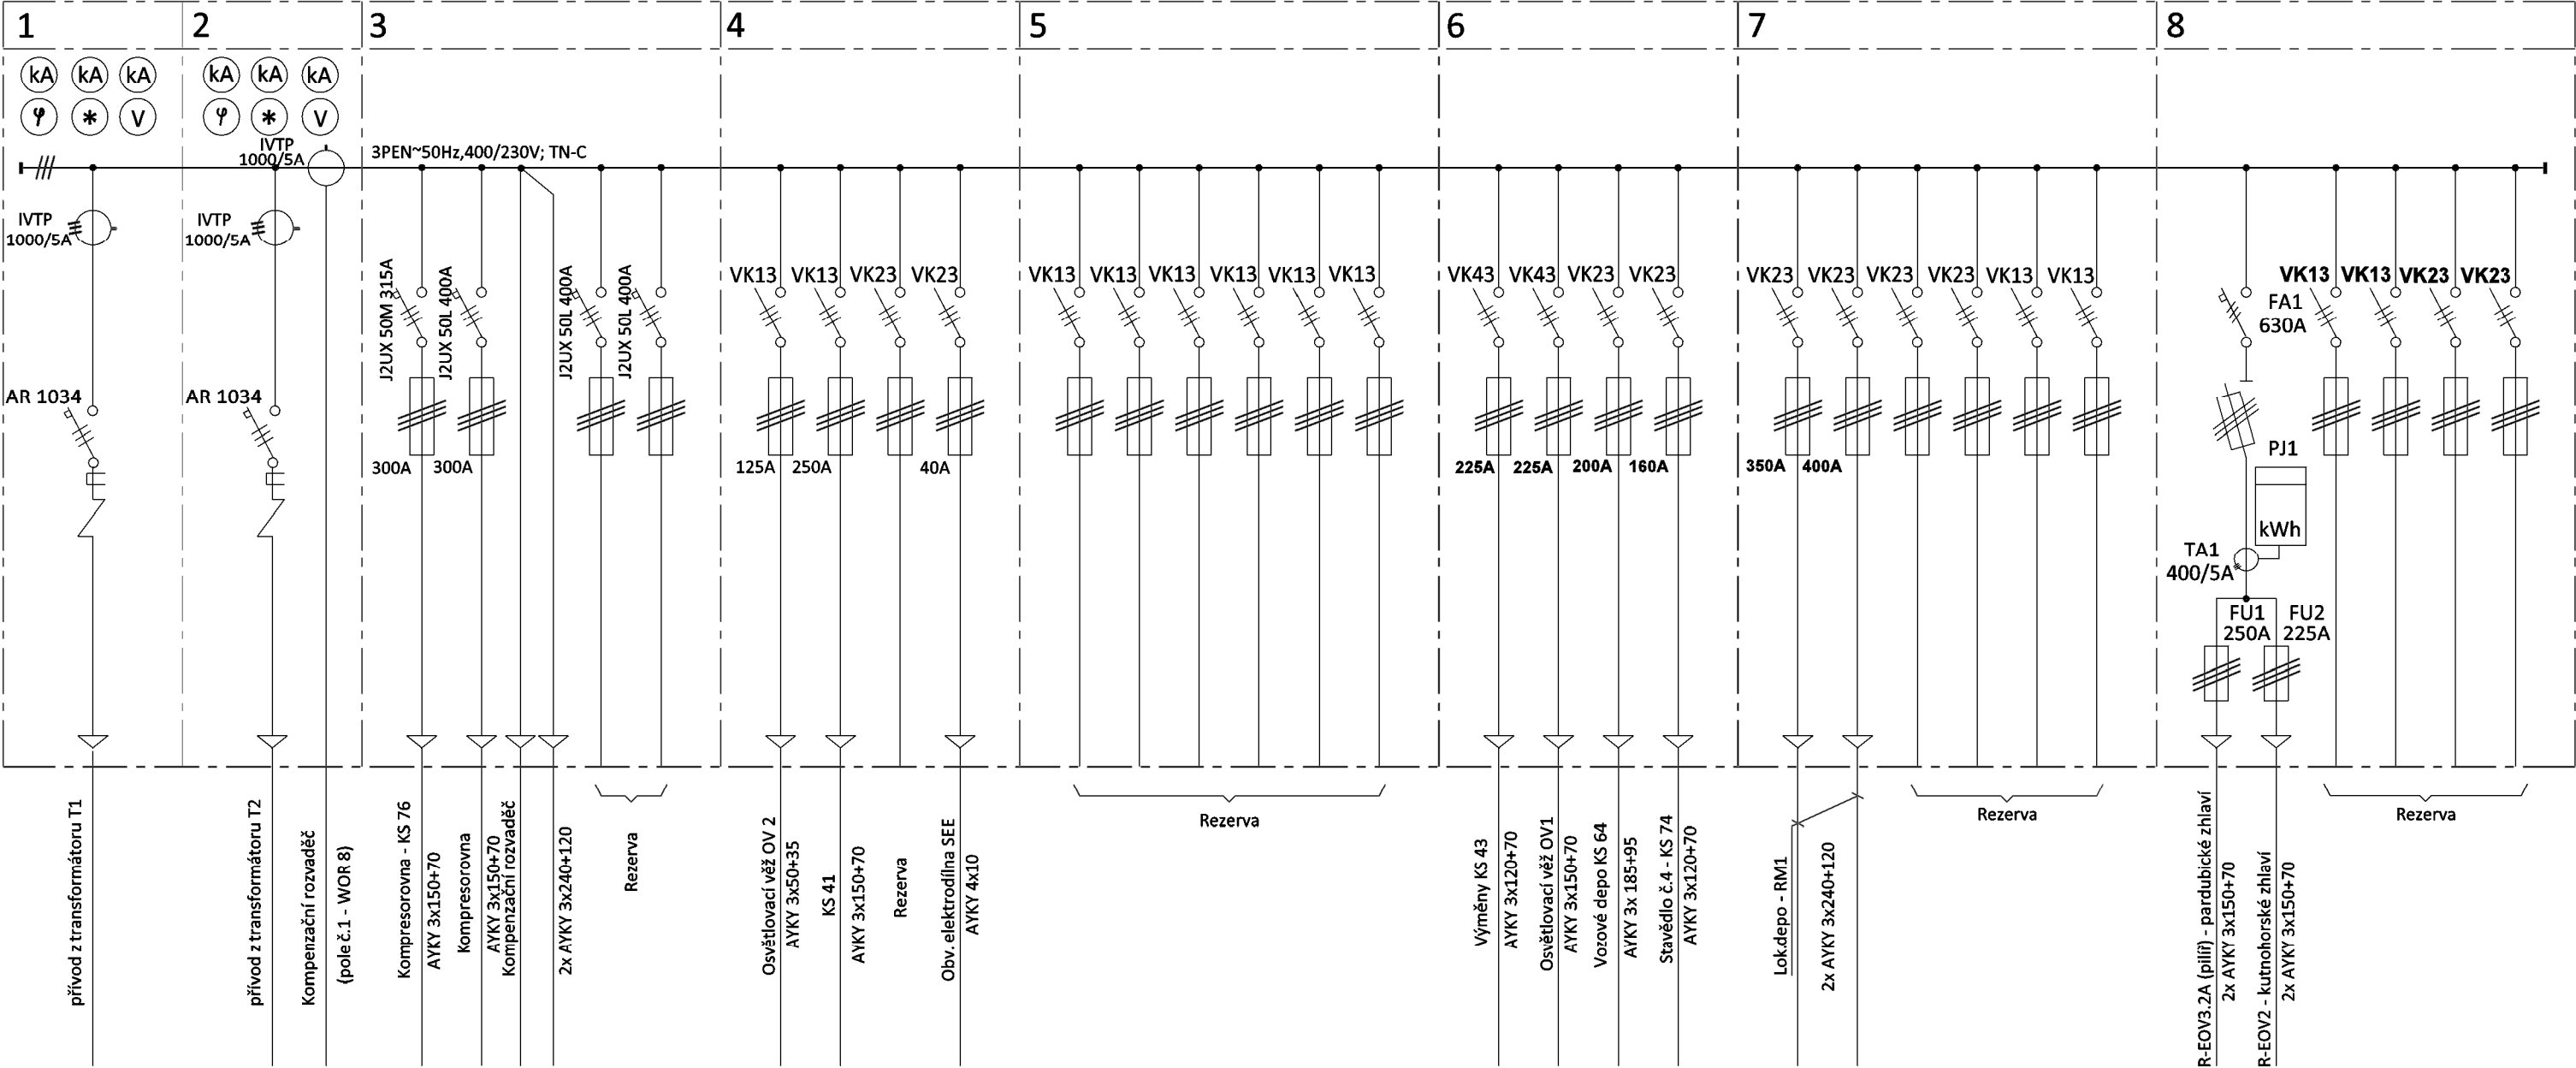 1
2
3
4
5
6
7
8
kA kA kA
φ * V
kA kA kA
φ * V
IVTP
1000/5A
3PEN~50Hz,400/230V; TN-C
IVTP
1000/5A
IVTP
1000/5A
AR 1034
AR 1034
J2UX 50M 315A
J2UX 50L 400A
J2UX 50L 400A
J2UX 50L 400A
300A 300A
VK13 VK13 VK23 VK23
125A 250A 40A
VK13 VK13 VK13 VK13 VK13 VK13
VK43 VK43 VK23 VK23
225A 225A 200A 160A
VK23 VK23 VK23 VK23 VK13 VK13
350A 400A
VK13 VK13 VK23 VK23
FA1
630A
PJ1
kWh
TA1
400/5A
FU1 FU2
250A 225A
přívod z transformátoru T1
přívod z transformátoru T2
Kompenzační rozvaděč
(pole č.1 - WOR 8)
Kompresorovna - KS 76
AYKY 3x150+70
Kompresorovna
AYKY 3x150+70
Kompenzační rozvaděč
2x AYKY 3x240+120
Rezerva
Osvětlovací věž OV 2
AYKY 3x50+35
KS 41
AYKY 3x150+70
Rezerva
Obv. elektrodílna SEE
AYKY 4x10
Rezerva
Výměny KS 43
AYKY 3x120+70
Osvětlovací věž OV1
AYKY 3x150+70
Vozové depo KS 64
AYKY 3x 185+95
Stavědlo č.4 - KS 74
AYKY 3x120+70
Lok.depo - RM1
2x AYKY 3x240+120
Rezerva
R-EOV3.2A (pilíř) - pardubické zhlaví
2x AYKY 3x150+70
R-EOV2 - kutnohorské zhlaví
2x AYKY 3x150+70
Rezerva